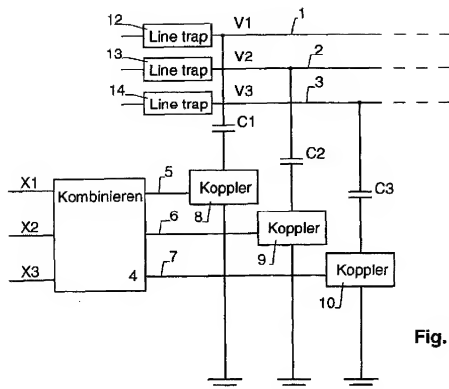 12 Line trap V1 1
13 Line trap V2 2
14 Line trap V3 3
C1
C2
C3
X1 Kombinieren 5 Koppler 8
X2 6 Koppler 9
X3 4 7 Koppler 10
Fig.